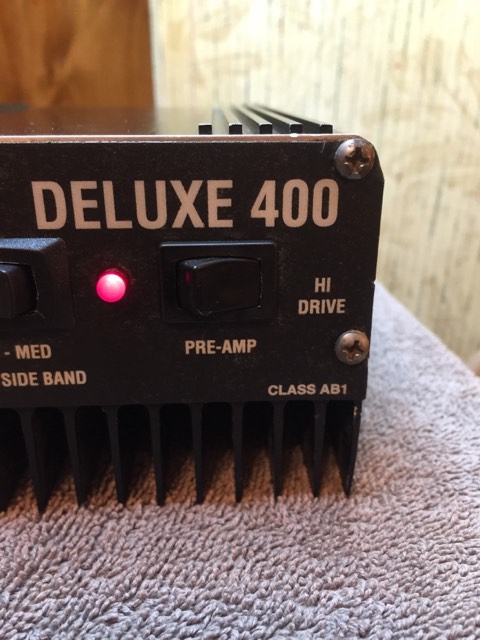 DELUXE 400
HI
DRIVE
- MED
PRE-AMP
SIDE BAND
CLASS AB1